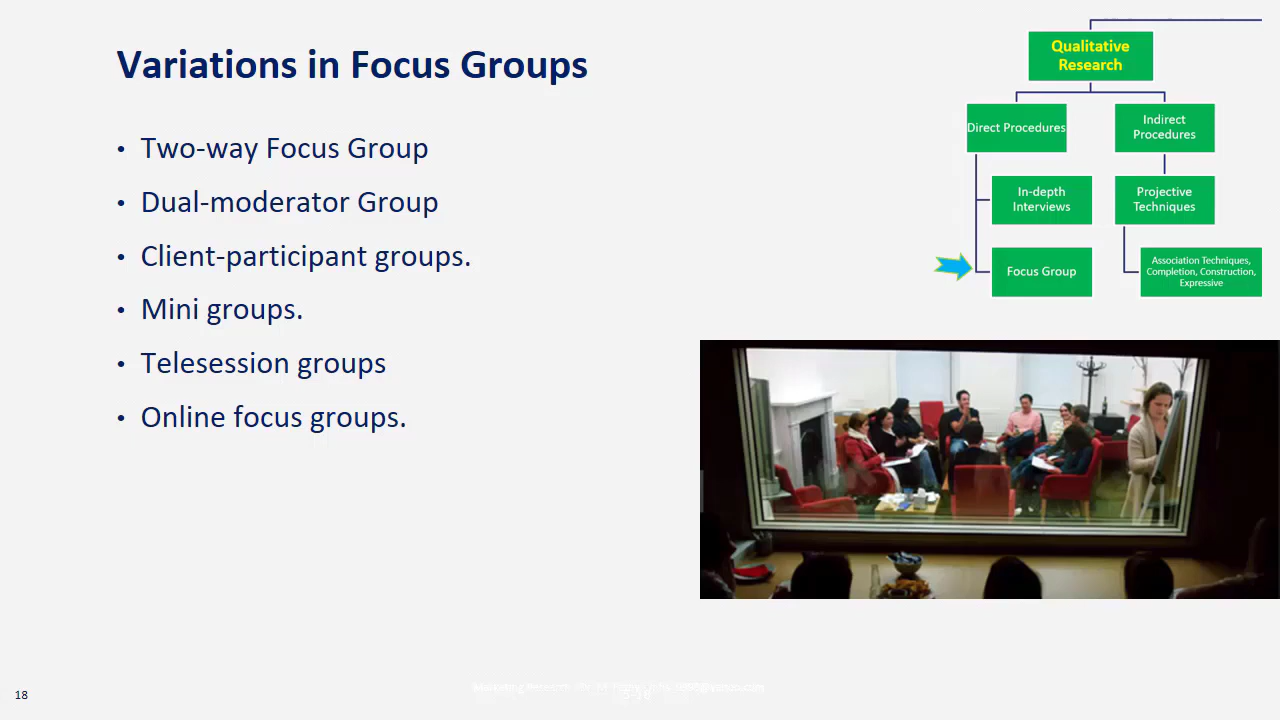 Variations in Focus Groups
• Two-way Focus Group
• Dual-moderator Group
• Client-participant groups.
• Mini groups.
• Telesession groups
• Online focus groups.
Qualitative
Research
Direct Procedures
Indirect
Procedures
In-depth
Interviews
Projective
Techniques
Focus Group
Association Techniques,
Completion, Construction,
Expressive
18